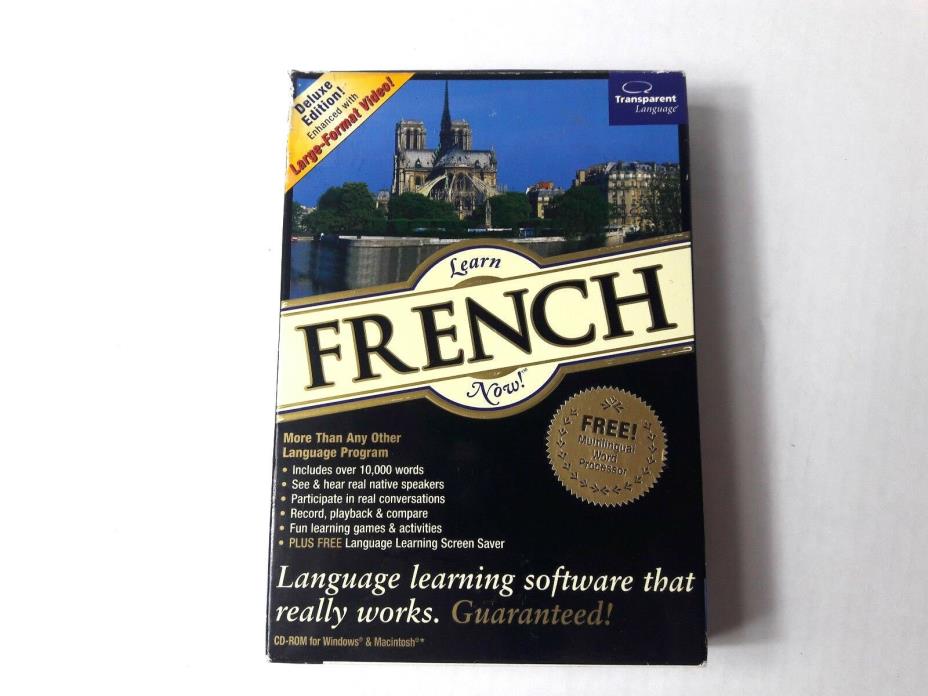 Deluxe
Edition!
Enhanced with
Large-Format Video!
Transparent
Language®
Learn
FRENCH
Now!™
FREE!
Multilingual
Word
Processor
More Than Any Other
Language Program
• Includes over 10,000 words
• See & hear real native speakers
• Participate in real conversations
• Record, playback & compare
• Fun learning games & activities
• PLUS FREE Language Learning Screen Saver
Language learning software that
really works. Guaranteed!
CD-ROM for Windows® & Macintosh®*